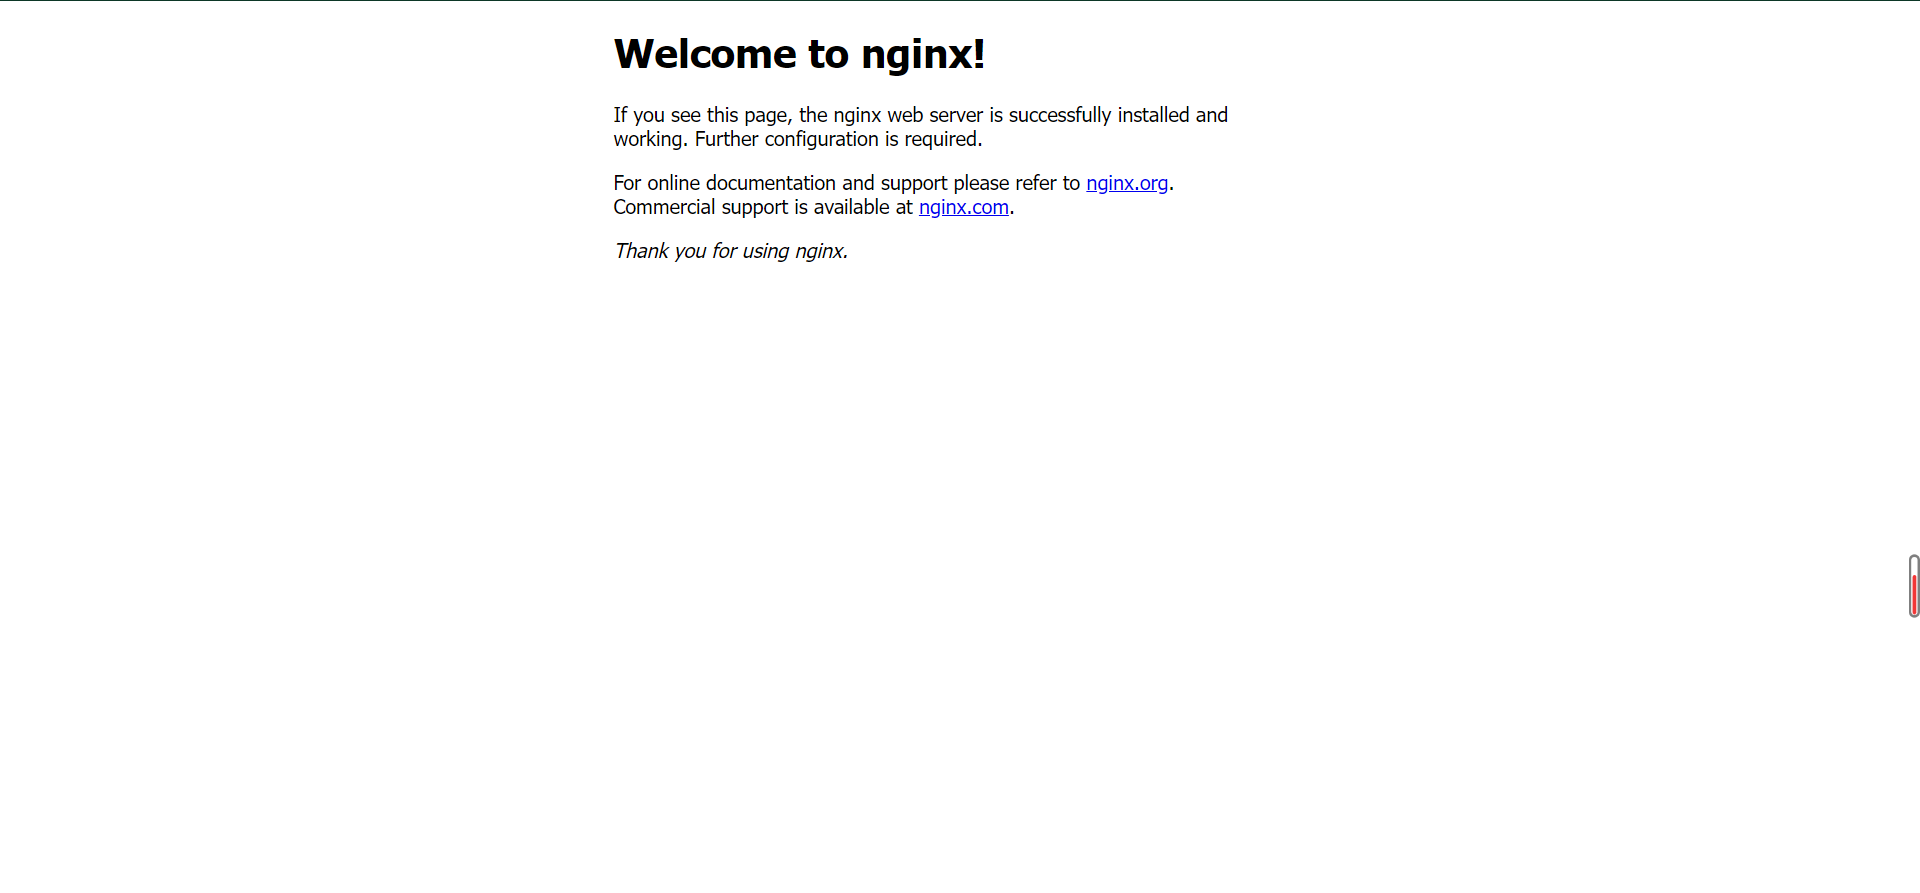 Welcome to nginx!
If you see this page, the nginx web server is successfully installed and
working. Further configuration is required.
For online documentation and support please refer to nginx.org.
Commercial support is available at nginx.com.
Thank you for using nginx.